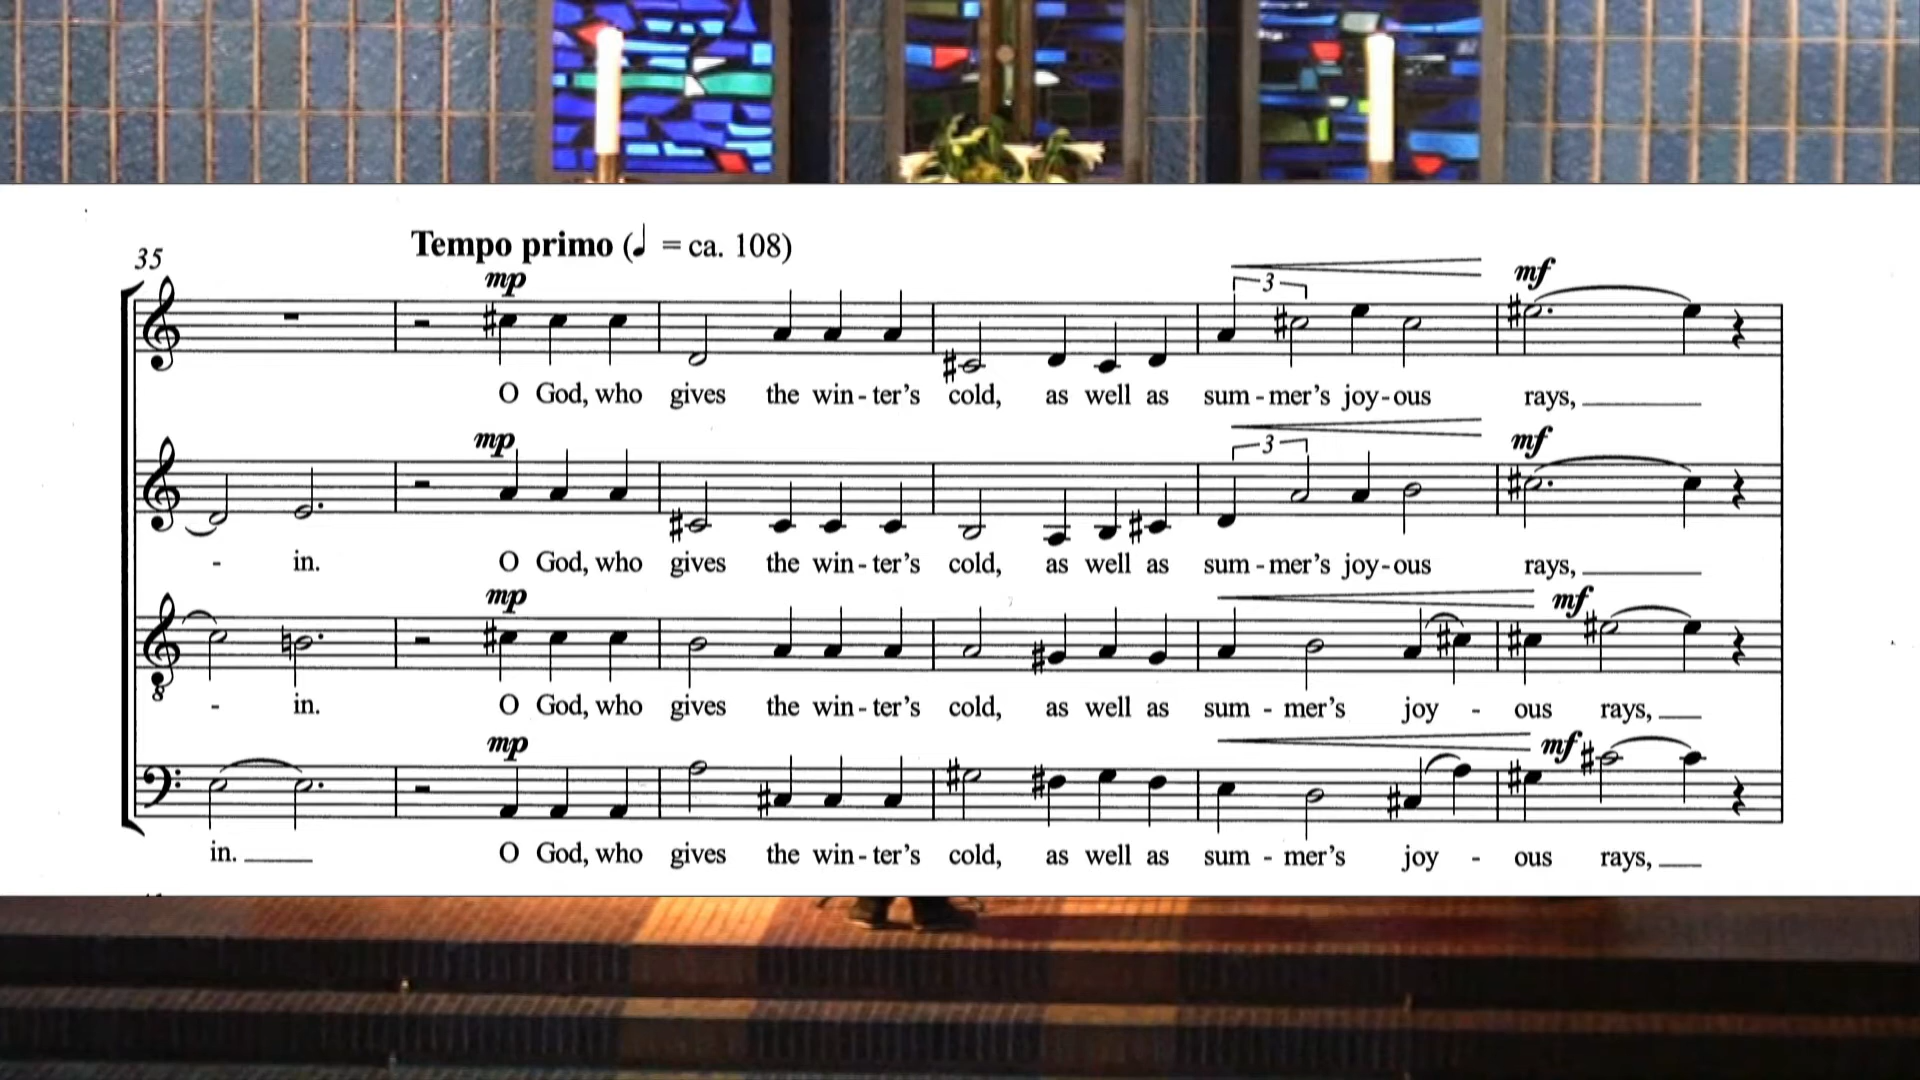 Tempo primo (♩ = ca. 108)
35
mp
3
mf
O God, who gives the win - ter's cold, as well as sum - mer's joy - ous rays,
mp
3
mf
- in. O God, who gives the win - ter's cold, as well as sum - mer's joy - ous rays,
mp
mf
8
- in. O God, who gives the win - ter's cold, as well as sum - mer's joy - ous rays,
mp
mf
in. O God, who gives the win - ter's cold, as well as sum - mer's joy - ous rays,